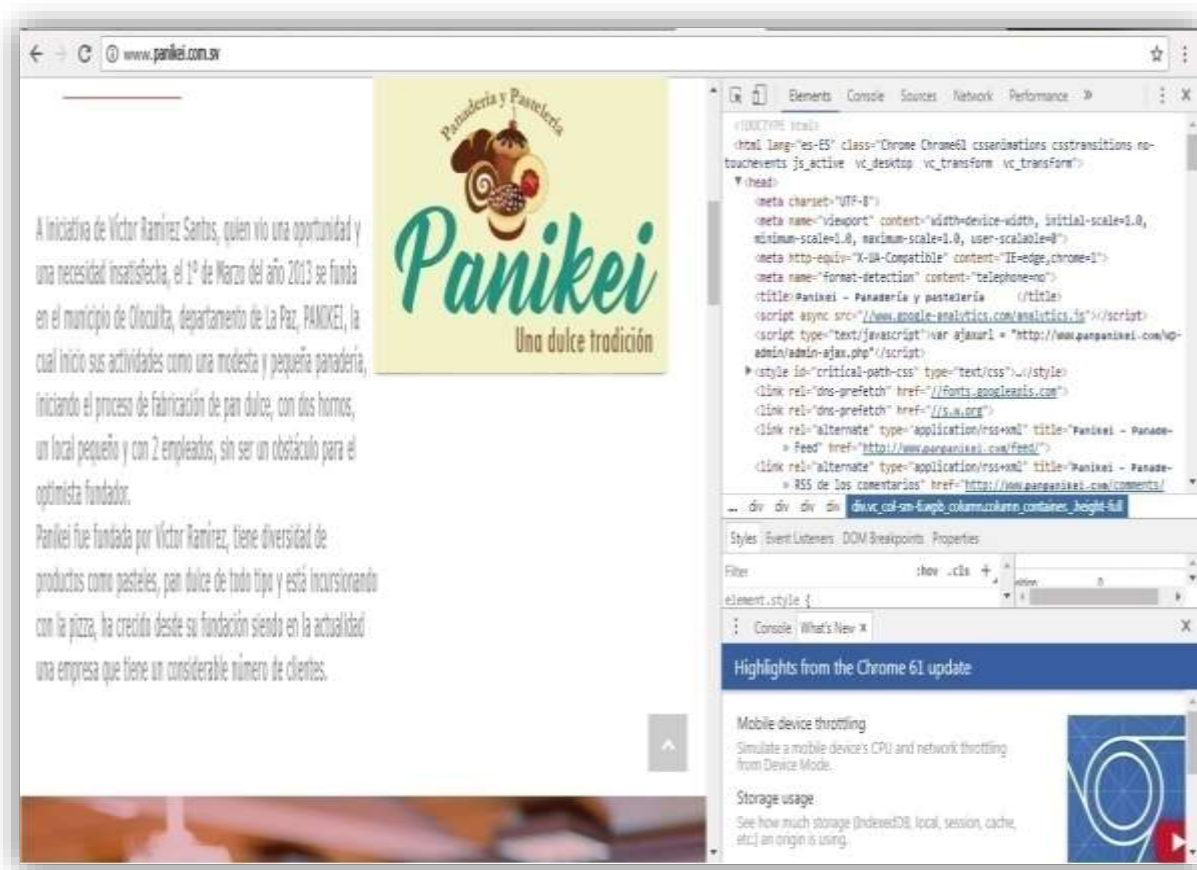 www.panikei.com.sv
Panadería y Pastelería
Panikei
Una dulce tradición
A iniciativa de Víctor Ramírez Santos, quien vio una oportunidad y
una necesidad insatisfecha, el 1º de Marzo del año 2013 se funda
en el municipio de Olocuilta, departamento de La Paz, PANIKEI, la
cual inicio sus actividades como una modesta y pequeña panadería,
iniciando el proceso de fabricación de pan dulce, con dos hornos,
un local pequeño y con 2 empleados, sin ser un obstáculo para el
optimista fundador.
Panikei fue fundada por Víctor Ramírez, tiene diversidad de
productos como pasteles, pan dulce de todo tipo y está incursionando
con la pizza, ha crecido desde su fundación siendo en la actualidad
una empresa que tiene un considerable número de clientes.
Elements Console Sources Network Performance »
<!DOCTYPE html>
<html lang="es-ES" class="Chrome Chrome61 cssanimations csstransitions no-
touchevents js_active vc_desktop vc_transform vc_transform">
<head>
<meta charset="UTF-8">
<meta name="viewport" content="width=device-width, initial-scale=1.0,
minimum-scale=1.0, maximum-scale=1.0, user-scalable=0">
<meta http-equiv="X-UA-Compatible" content="IE=edge,chrome=1">
<meta name="format-detection" content="telephone=no">
<title>Panikei – Panadería y pastelería </title>
<script async src="//www.google-analytics.com/analytics.js"></script>
<script type="text/javascript">var ajaxurl = "http://www.panpanikei.com/wp-
admin/admin-ajax.php"</script>
<style id="critical-path-css" type="text/css">…</style>
<link rel="dns-prefetch" href="//fonts.googleapis.com">
<link rel="dns-prefetch" href="//s.w.org">
<link rel="alternate" type="application/rss+xml" title="Panikei – Panade-
» Feed" href="http://www.panpanikei.com/feed/">
<link rel="alternate" type="application/rss+xml" title="Panikei – Panade-
» RSS de los comentarios" href="http://www.panpanikei.com/comments/
... div div div div div.vc_col-sm-6.wpb_column.column_container._height-full
Styles Event Listeners DOM Breakpoints Properties
Filter :hov .cls +
element.style {
Console What's New x
Highlights from the Chrome 61 update
Mobile device throttling
Simulate a mobile device's CPU and network throttling
from Device Mode.
Storage usage
See how much storage (IndexedDB, local, session, cache,
etc.) an origin is using.